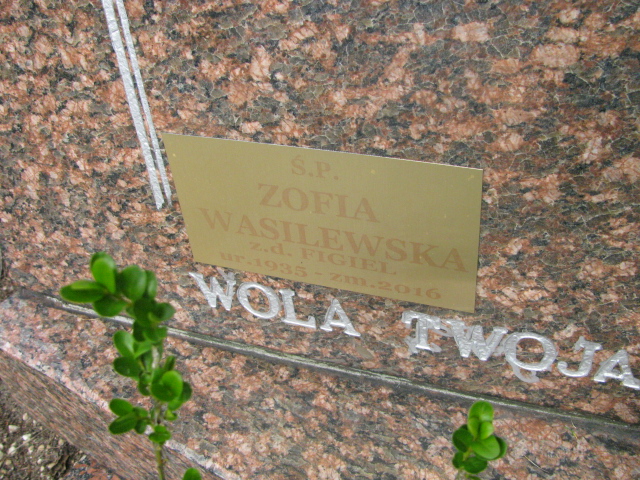 Ś.P.
ZOFIA
WASILEWSKA
z.d. FIGIEL
ur.1935 - zm.2016
WOLA TWOJA